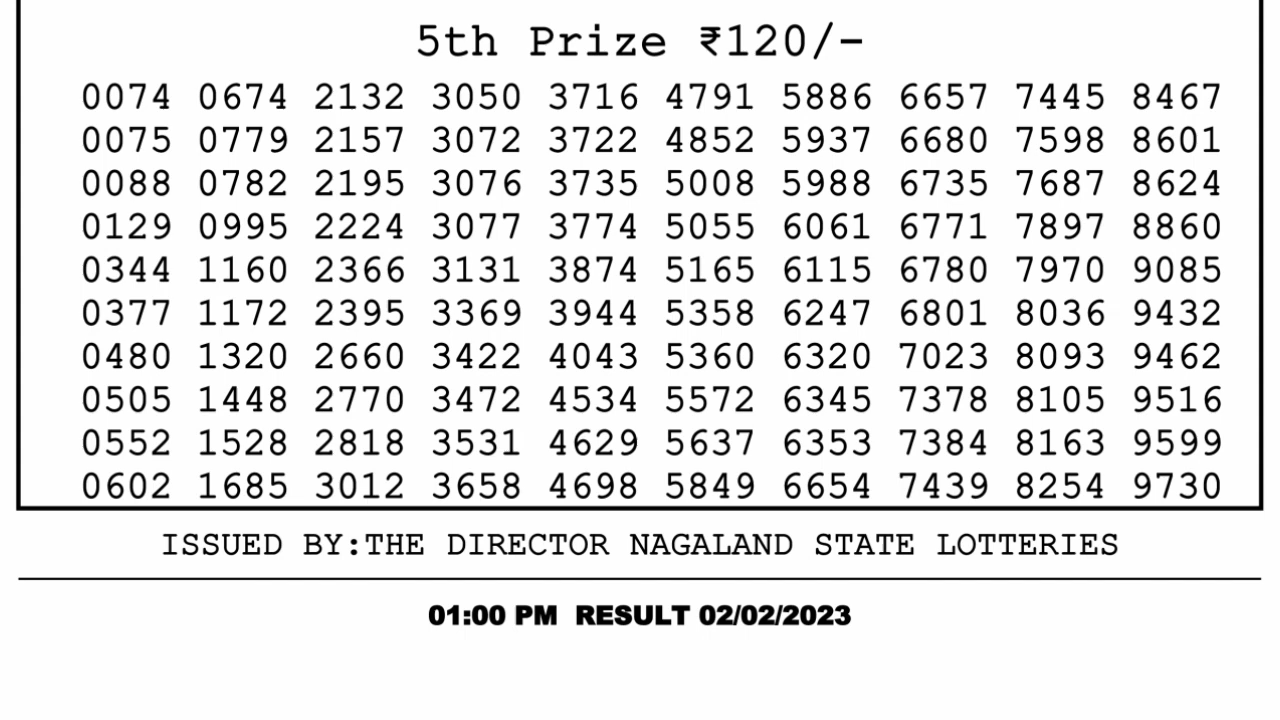 5th Prize ₹120/-
0074 0674 2132 3050 3716 4791 5886 6657 7445 8467
0075 0779 2157 3072 3722 4852 5937 6680 7598 8601
0088 0782 2195 3076 3735 5008 5988 6735 7687 8624
0129 0995 2224 3077 3774 5055 6061 6771 7897 8860
0344 1160 2366 3131 3874 5165 6115 6780 7970 9085
0377 1172 2395 3369 3944 5358 6247 6801 8036 9432
0480 1320 2660 3422 4043 5360 6320 7023 8093 9462
0505 1448 2770 3472 4534 5572 6345 7378 8105 9516
0552 1528 2818 3531 4629 5637 6353 7384 8163 9599
0602 1685 3012 3658 4698 5849 6654 7439 8254 9730
ISSUED BY:THE DIRECTOR NAGALAND STATE LOTTERIES
01:00 PM RESULT 02/02/2023